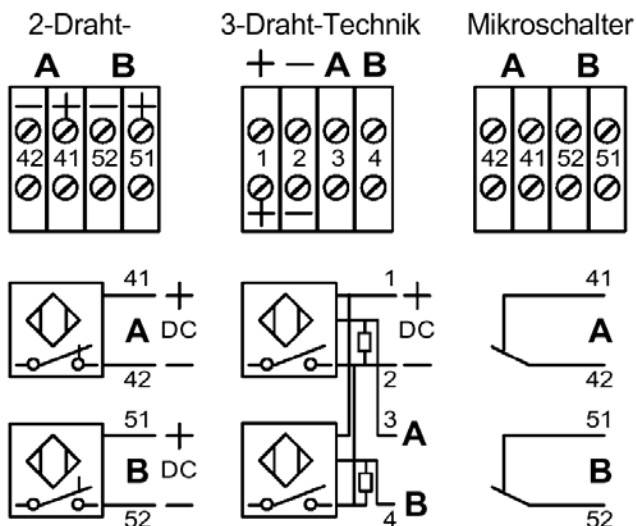 2-Draht- 3-Draht-Technik Mikroschalter
A B + — A B A B
— + — +
42 41 52 51 1 2 3 4 42 41 52 51
+ —
41 1 41
+ +
A DC DC A
— —
42 2 42
3 A
51 51
+
B DC B
— B
52 4 52